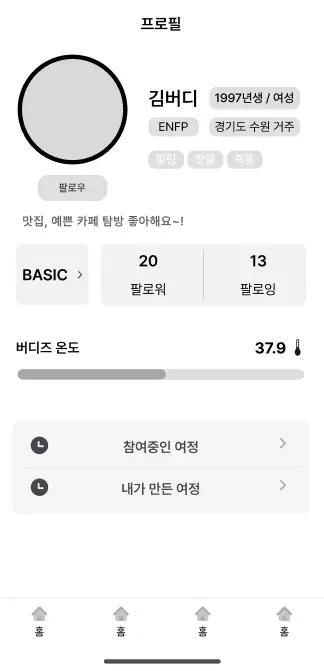 프로필
김버디 1997년생 / 여성
ENFP 경기도 수원 거주
힐링 맛집 즉흥
팔로우
맛집, 예쁜 카페 탐방 좋아해요~!
BASIC
20 13
팔로워 팔로잉
버디즈 온도 37.9
참여중인 여정
내가 만든 여정
홈 홈 홈 홈